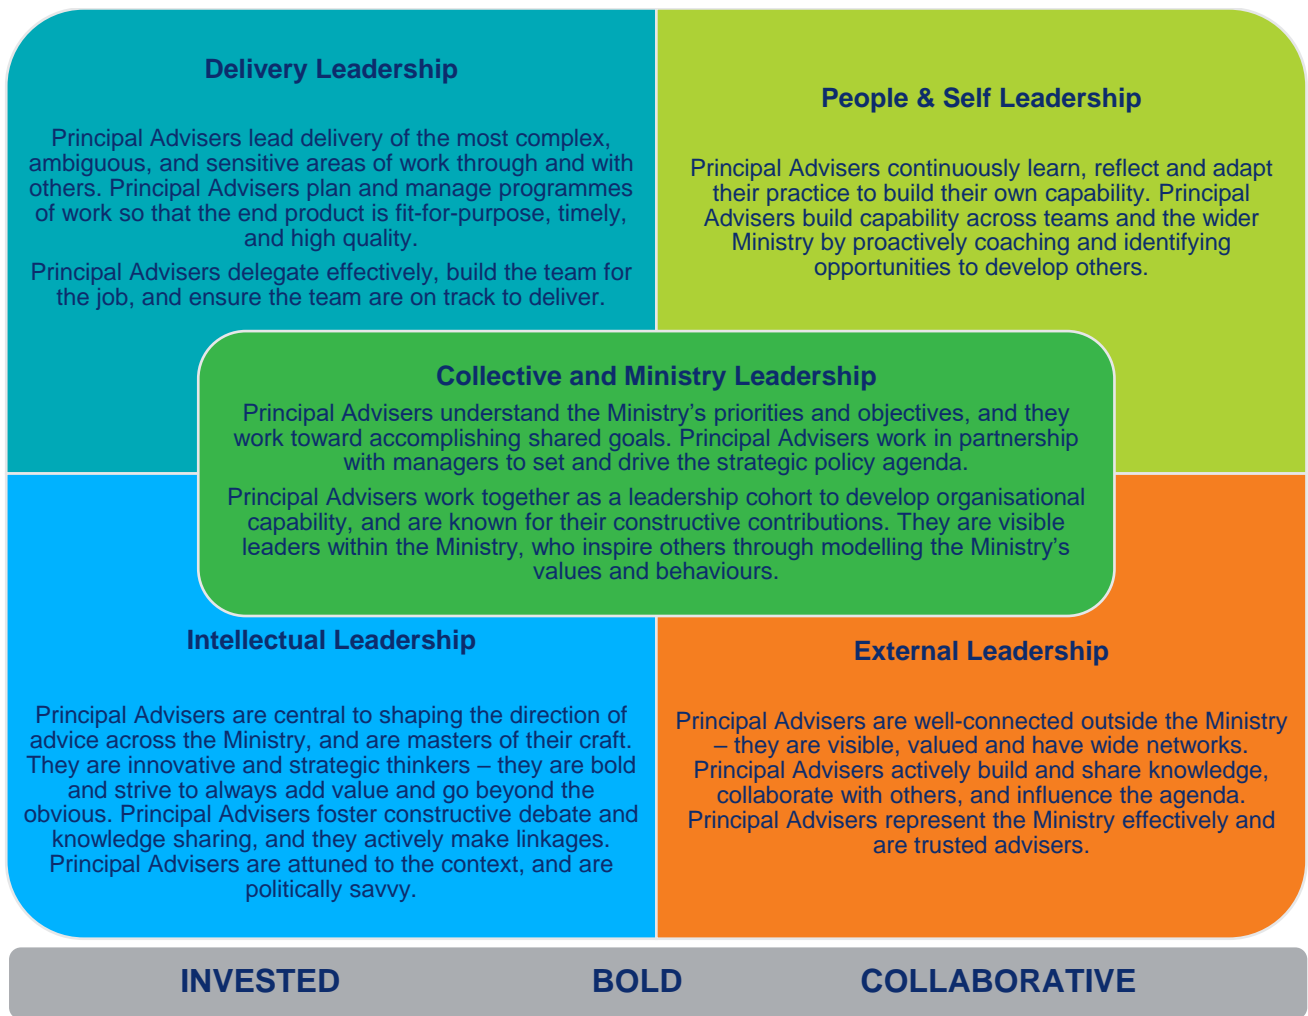 Delivery Leadership
Principal Advisers lead delivery of the most complex,
ambiguous, and sensitive areas of work through and with
others. Principal Advisers plan and manage programmes
of work so that the end product is fit-for-purpose, timely,
and high quality.
Principal Advisers delegate effectively, build the team for
the job, and ensure the team are on track to deliver.
People & Self Leadership
Principal Advisers continuously learn, reflect and adapt
their practice to build their own capability. Principal
Advisers build capability across teams and the wider
Ministry by proactively coaching and identifying
opportunities to develop others.
Collective and Ministry Leadership
Principal Advisers understand the Ministry’s priorities and objectives, and they
work toward accomplishing shared goals. Principal Advisers work in partnership
with managers to set and drive the strategic policy agenda.
Principal Advisers work together as a leadership cohort to develop organisational
capability, and are known for their constructive contributions. They are visible
leaders within the Ministry, who inspire others through modelling the Ministry’s
values and behaviours.
Intellectual Leadership
Principal Advisers are central to shaping the direction of
advice across the Ministry, and are masters of their craft.
They are innovative and strategic thinkers – they are bold
and strive to always add value and go beyond the
obvious. Principal Advisers foster constructive debate and
knowledge sharing, and they actively make linkages.
Principal Advisers are attuned to the context, and are
politically savvy.
External Leadership
Principal Advisers are well-connected outside the Ministry
– they are visible, valued and have wide networks.
Principal Advisers actively build and share knowledge,
collaborate with others, and influence the agenda.
Principal Advisers represent the Ministry effectively and
are trusted advisers.
INVESTED BOLD COLLABORATIVE